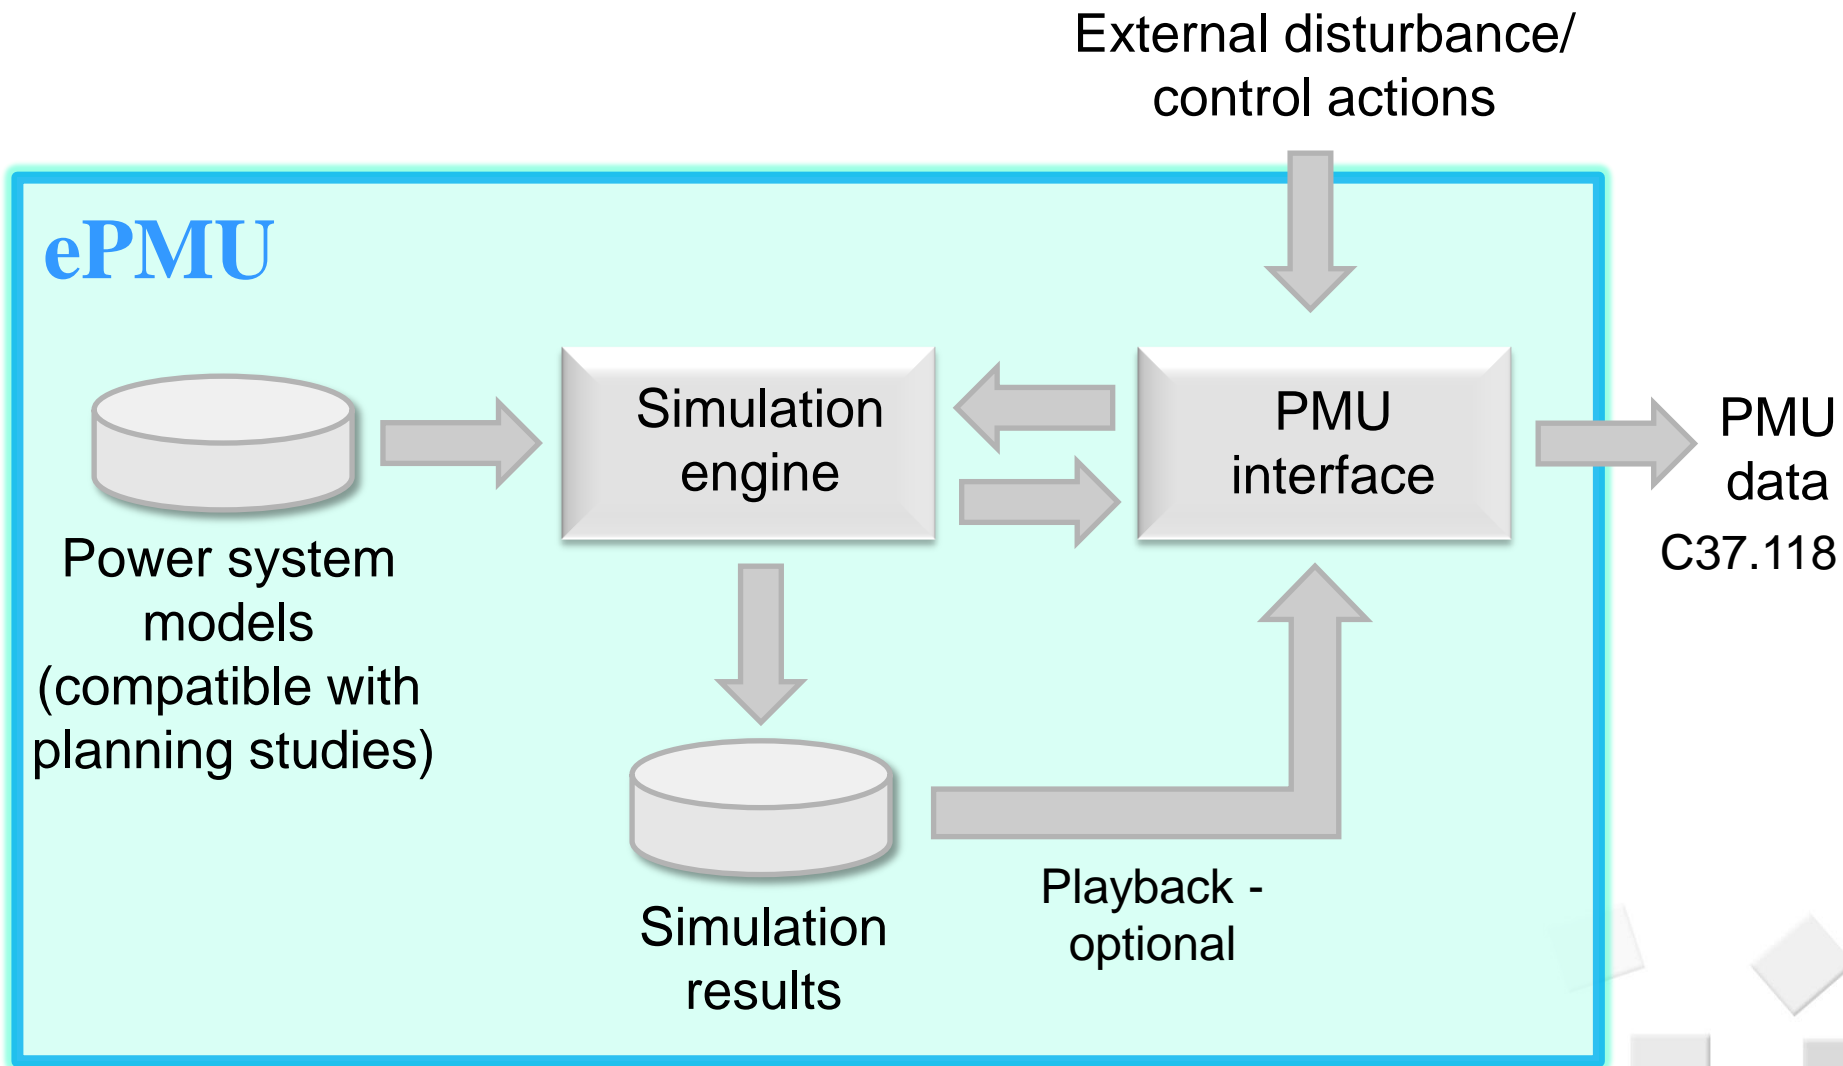 External disturbance/
control actions
ePMU
Simulation
engine
PMU
interface
PMU
data
C37.118
Power system
models
(compatible with
planning studies)
Playback -
optional
Simulation
results